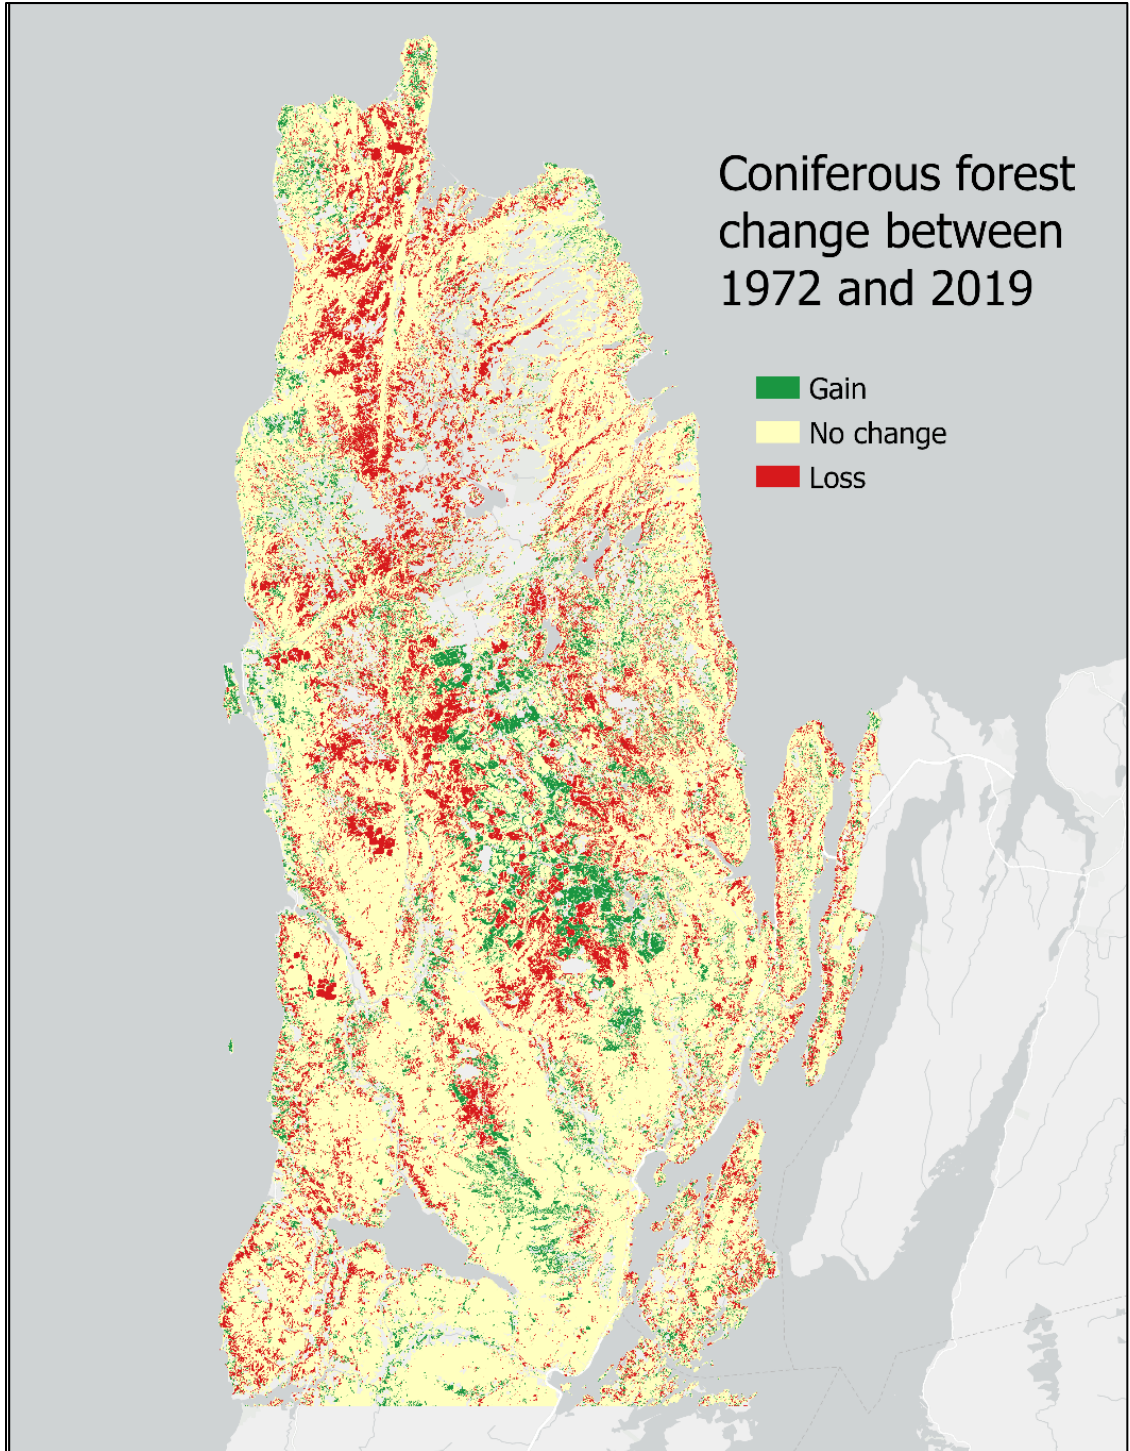 Coniferous forest
change between
1972 and 2019
Gain
No change
Loss